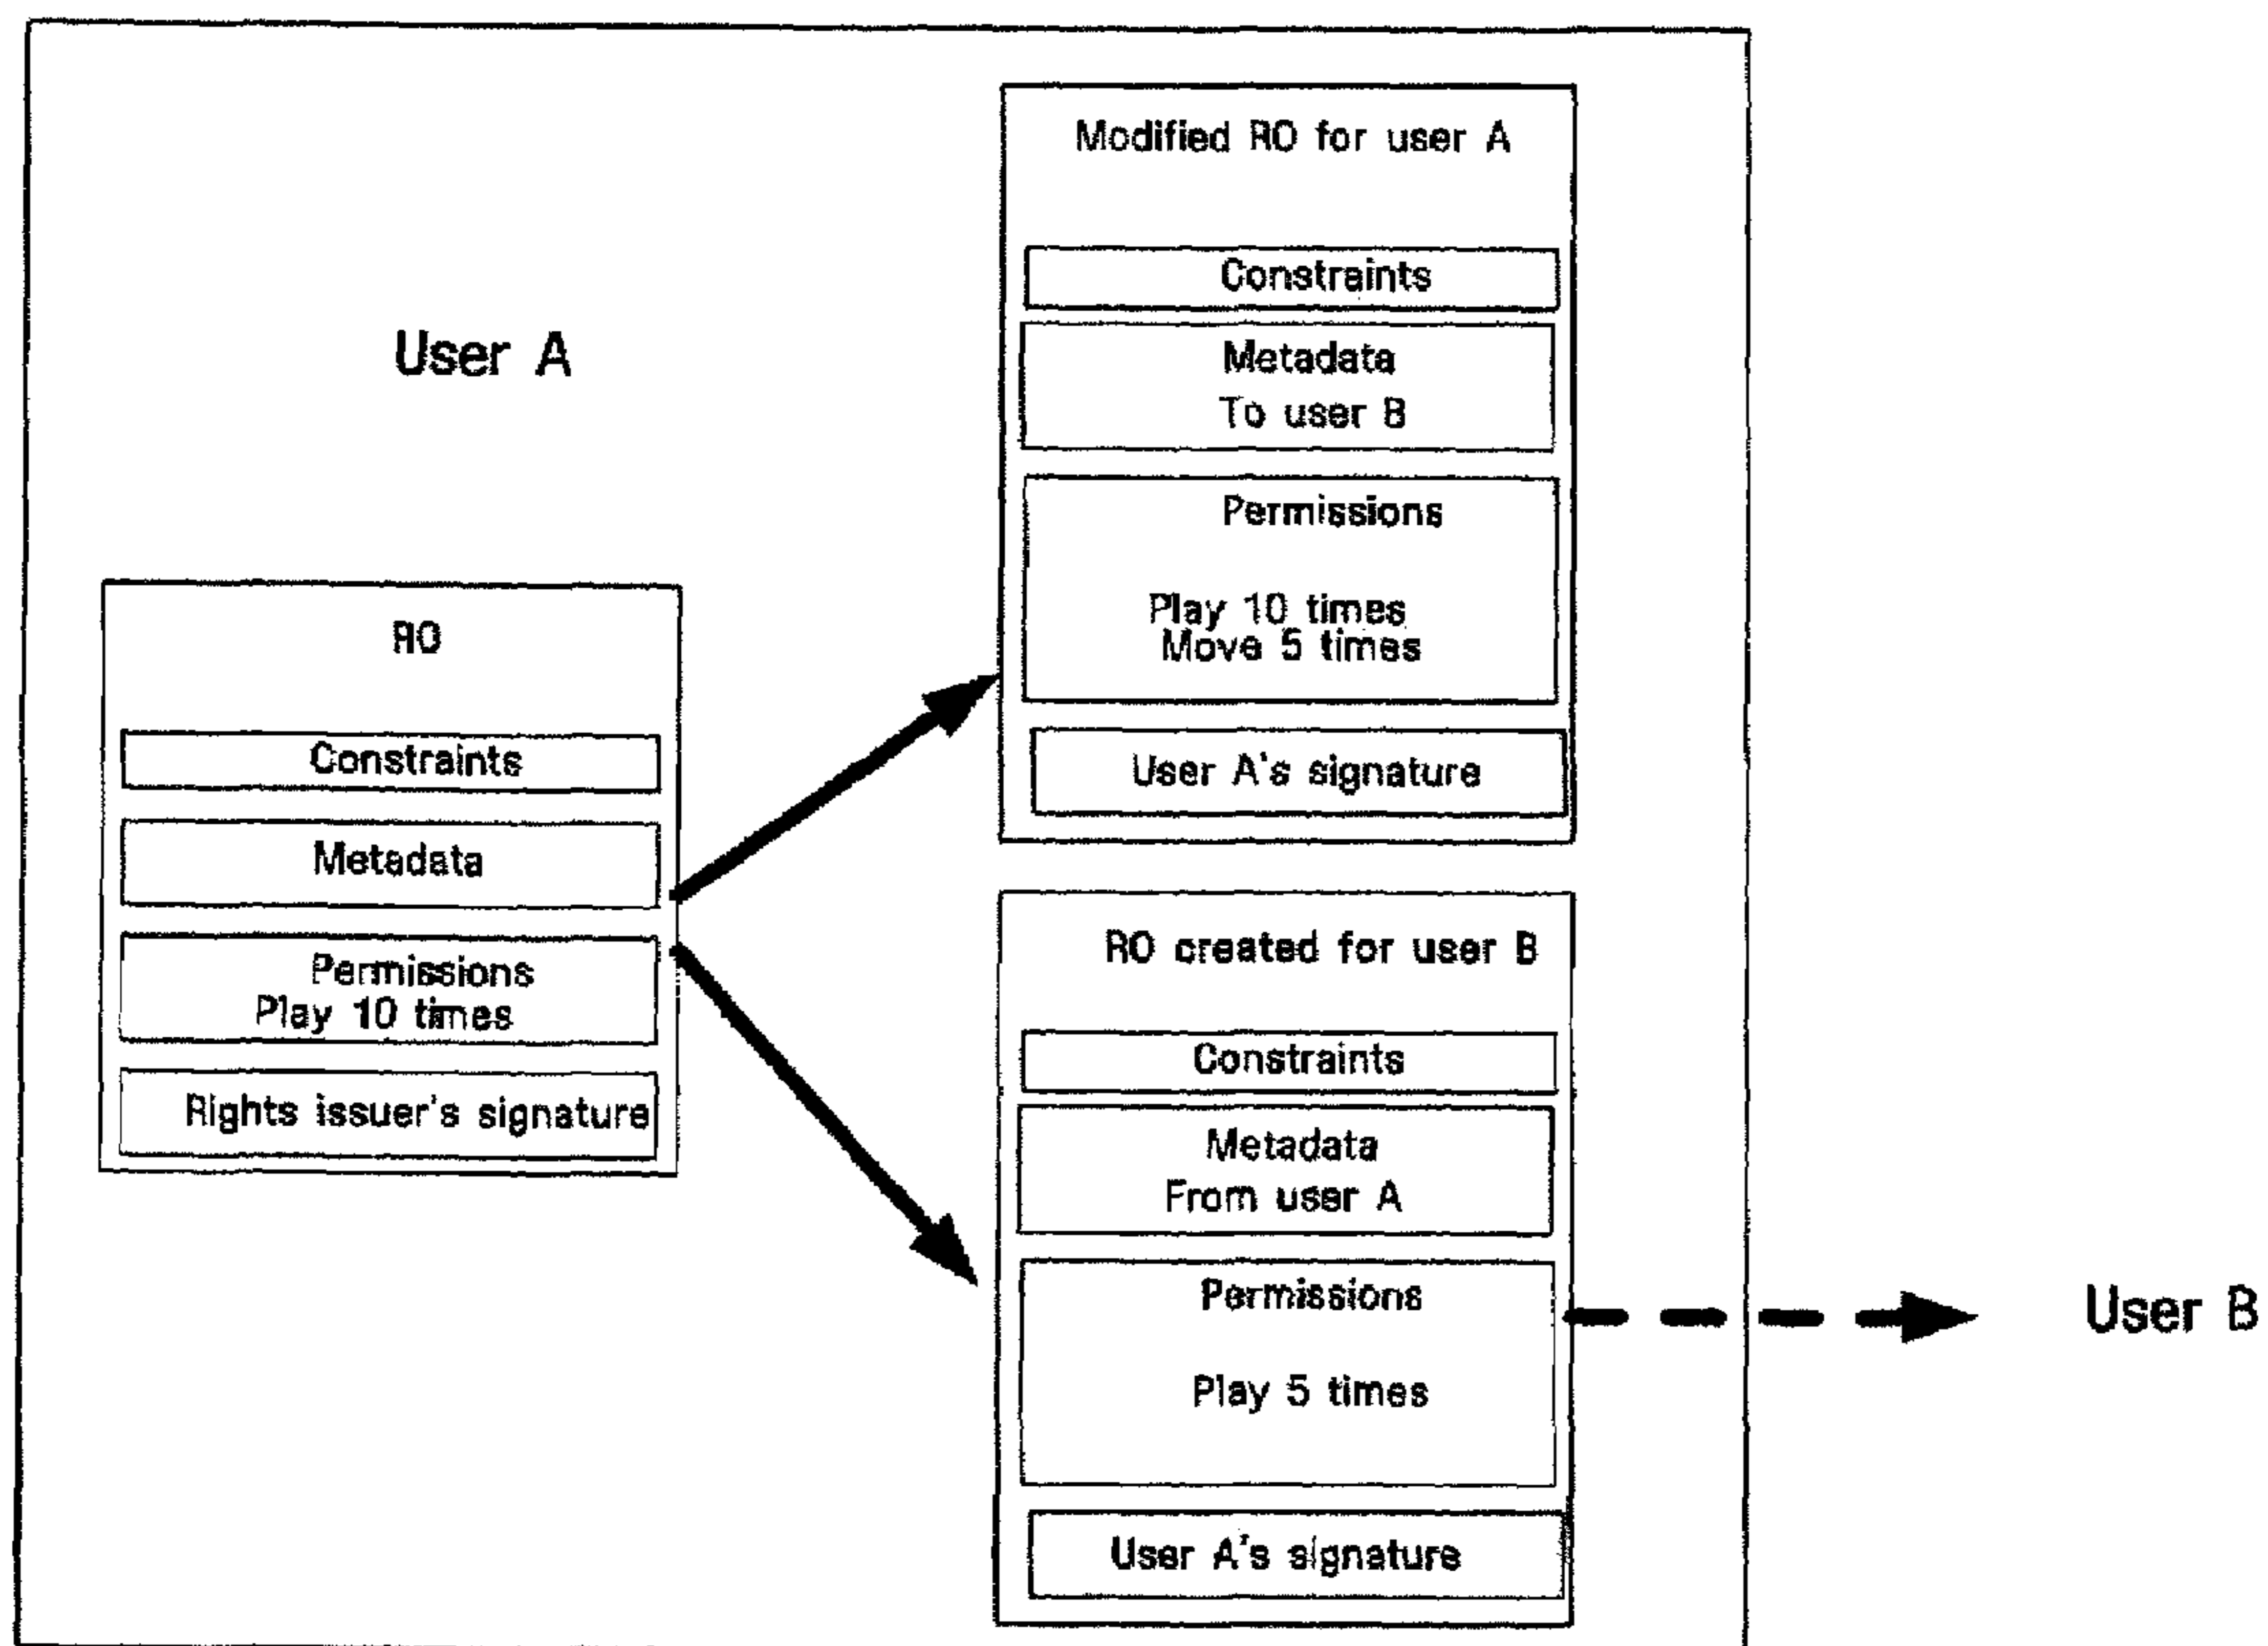 User A
RO
Constraints
Metadata
Permissions
Play 10 times
Rights issuer's signature
Modified RO for user A
Constraints
Metadata
To user B
Permissions
Play 10 times
Move 5 times
User A's signature
RO created for user B
Constraints
Metadata
From user A
Permissions
Play 5 times
User A's signature
User B